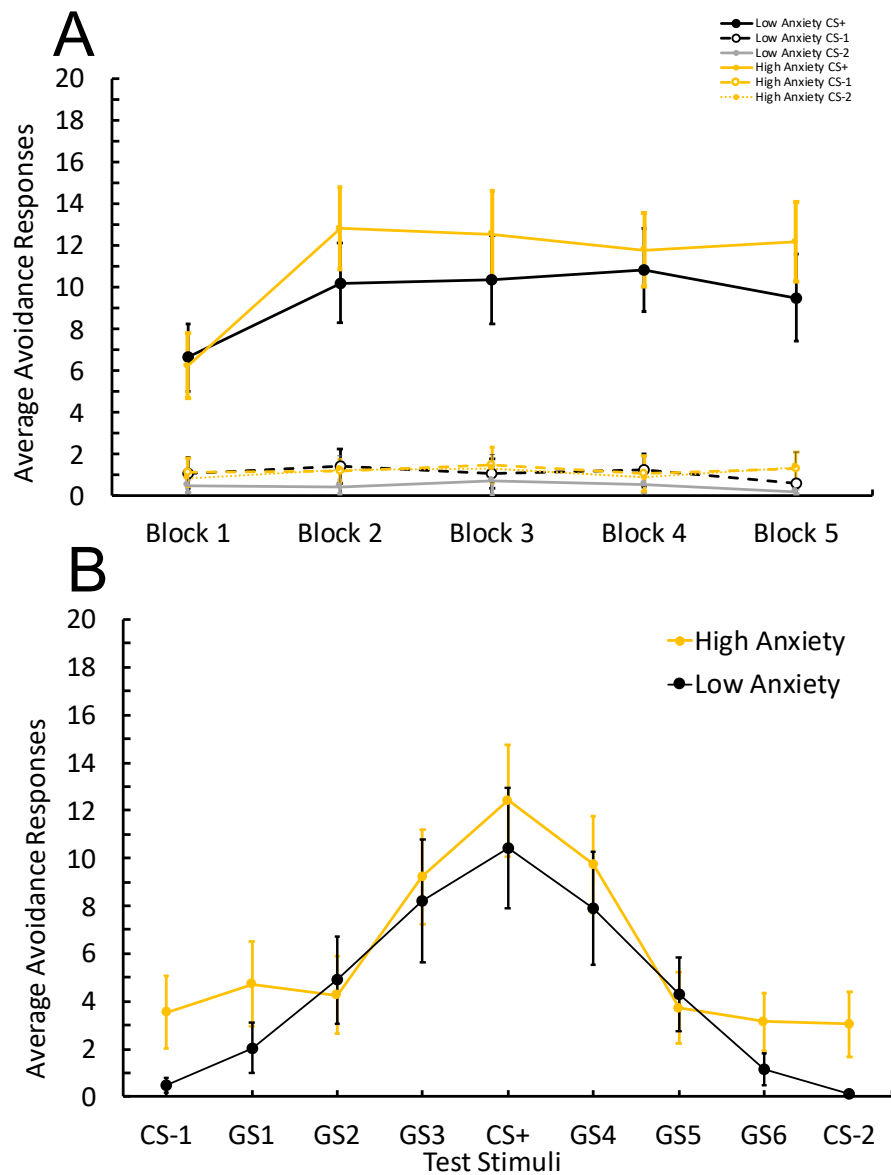 A
Low Anxiety CS+
Low Anxiety CS-1
Low Anxiety CS-2
High Anxiety CS+
High Anxiety CS-1
High Anxiety CS-2
Average Avoidance Responses
20
18
16
14
12
10
8
6
4
2
0
Block 1 Block 2 Block 3 Block 4 Block 5
B
High Anxiety
Low Anxiety
Average Avoidance Responses
20
18
16
14
12
10
8
6
4
2
0
CS-1 GS1 GS2 GS3 CS+ GS4 GS5 GS6 CS-2
Test Stimuli